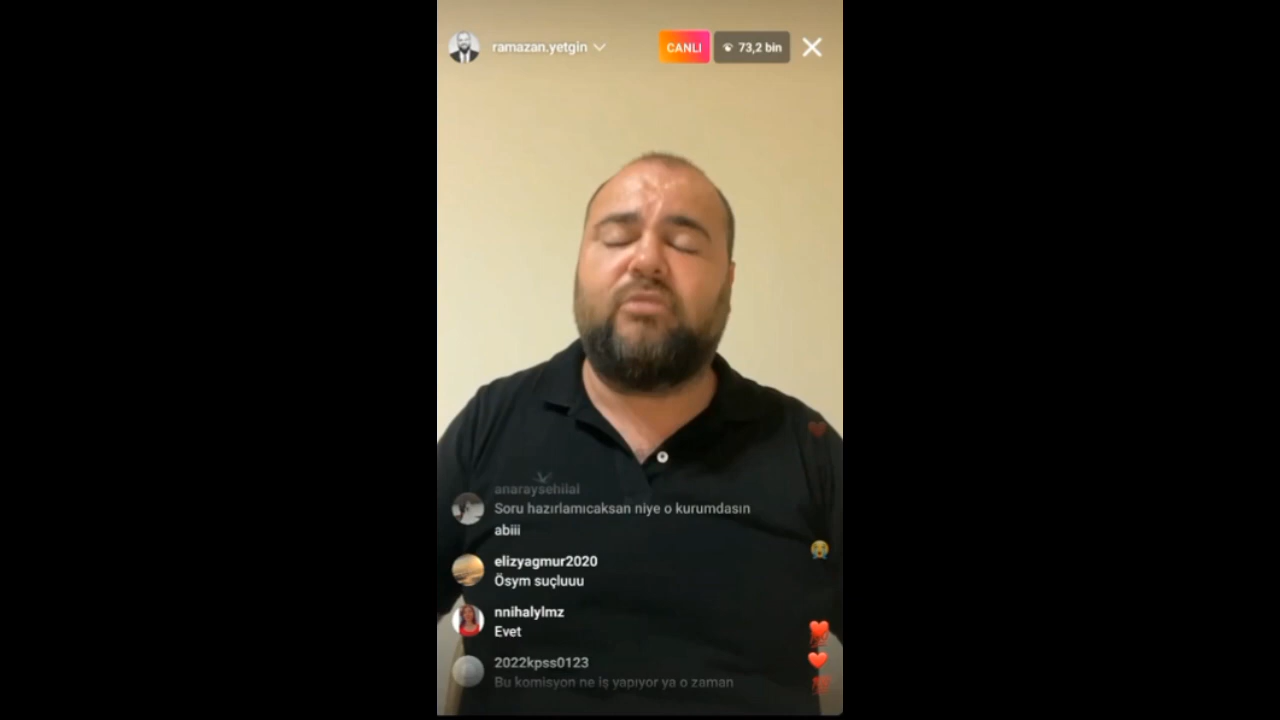 ramazan.yetgin
CANLI
73,2 bin
anaraysehilal
Soru hazırlamıcaksan niye o kurumdasın
abiii
elizyagmur2020
Ösym suçluuu
nnihalylmz
Evet
2022kpss0123
Bu komisyon ne iş yapıyor ya o zaman